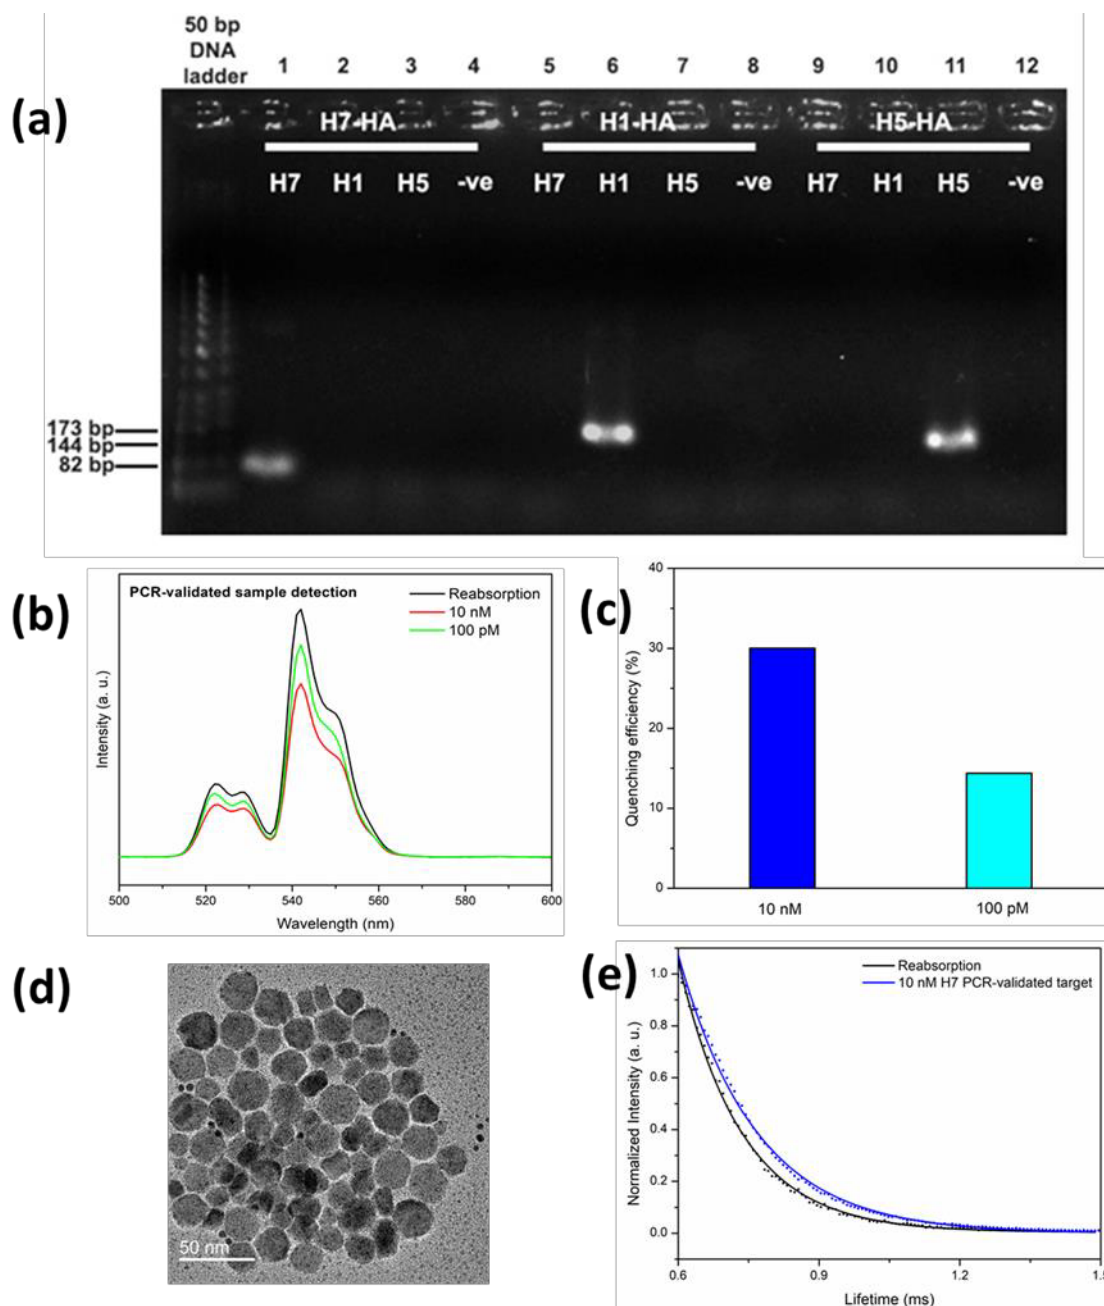 (a)
50 bp
DNA
ladder
1 2 3 4 5 6 7 8 9 10 11 12
H7-HA H1-HA H5-HA
H7 H1 H5 -ve H7 H1 H5 -ve H7 H1 H5 -ve
173 bp
144 bp
82 bp
(b)
PCR-validated sample detection
Reabsorption
10 nM
100 pM
Intensity (a. u.)
500 520 540 560 580 600
Wavelength (nm)
(c)
Quenching efficiency (%)
40
30
20
10
0
10 nM 100 pM
(d)
50 nm
(e)
Reabsorption
10 nM H7 PCR-validated target
Normalized Intensity (a. u.)
1.0
0.8
0.6
0.4
0.2
0.0
0.6 0.9 1.2 1.5
Lifetime (ms)